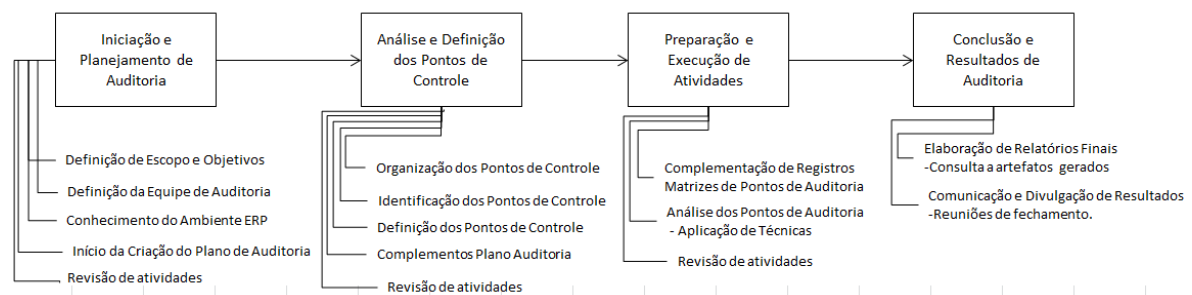 Iniciação e
Planejamento de
Auditoria
Análise e Definição
dos Pontos de
Controle
Preparação e
Execução de
Atividades
Conclusão e
Resultados de
Auditoria
Definição de Escopo e Objetivos
Definição da Equipe de Auditoria
Conhecimento do Ambiente ERP
Início da Criação do Plano de Auditoria
Revisão de atividades
Organização dos Pontos de Controle
Identificação dos Pontos de Controle
Definição dos Pontos de Controle
Complementos Plano Auditoria
Revisão de atividades
Complementação de Registros
Matrizes de Pontos de Auditoria
Análise dos Pontos de Auditoria
- Aplicação de Técnicas
Revisão de atividades
Elaboração de Relatórios Finais
-Consulta a artefatos gerados
Comunicação e Divulgação de Resultados
-Reuniões de fechamento.